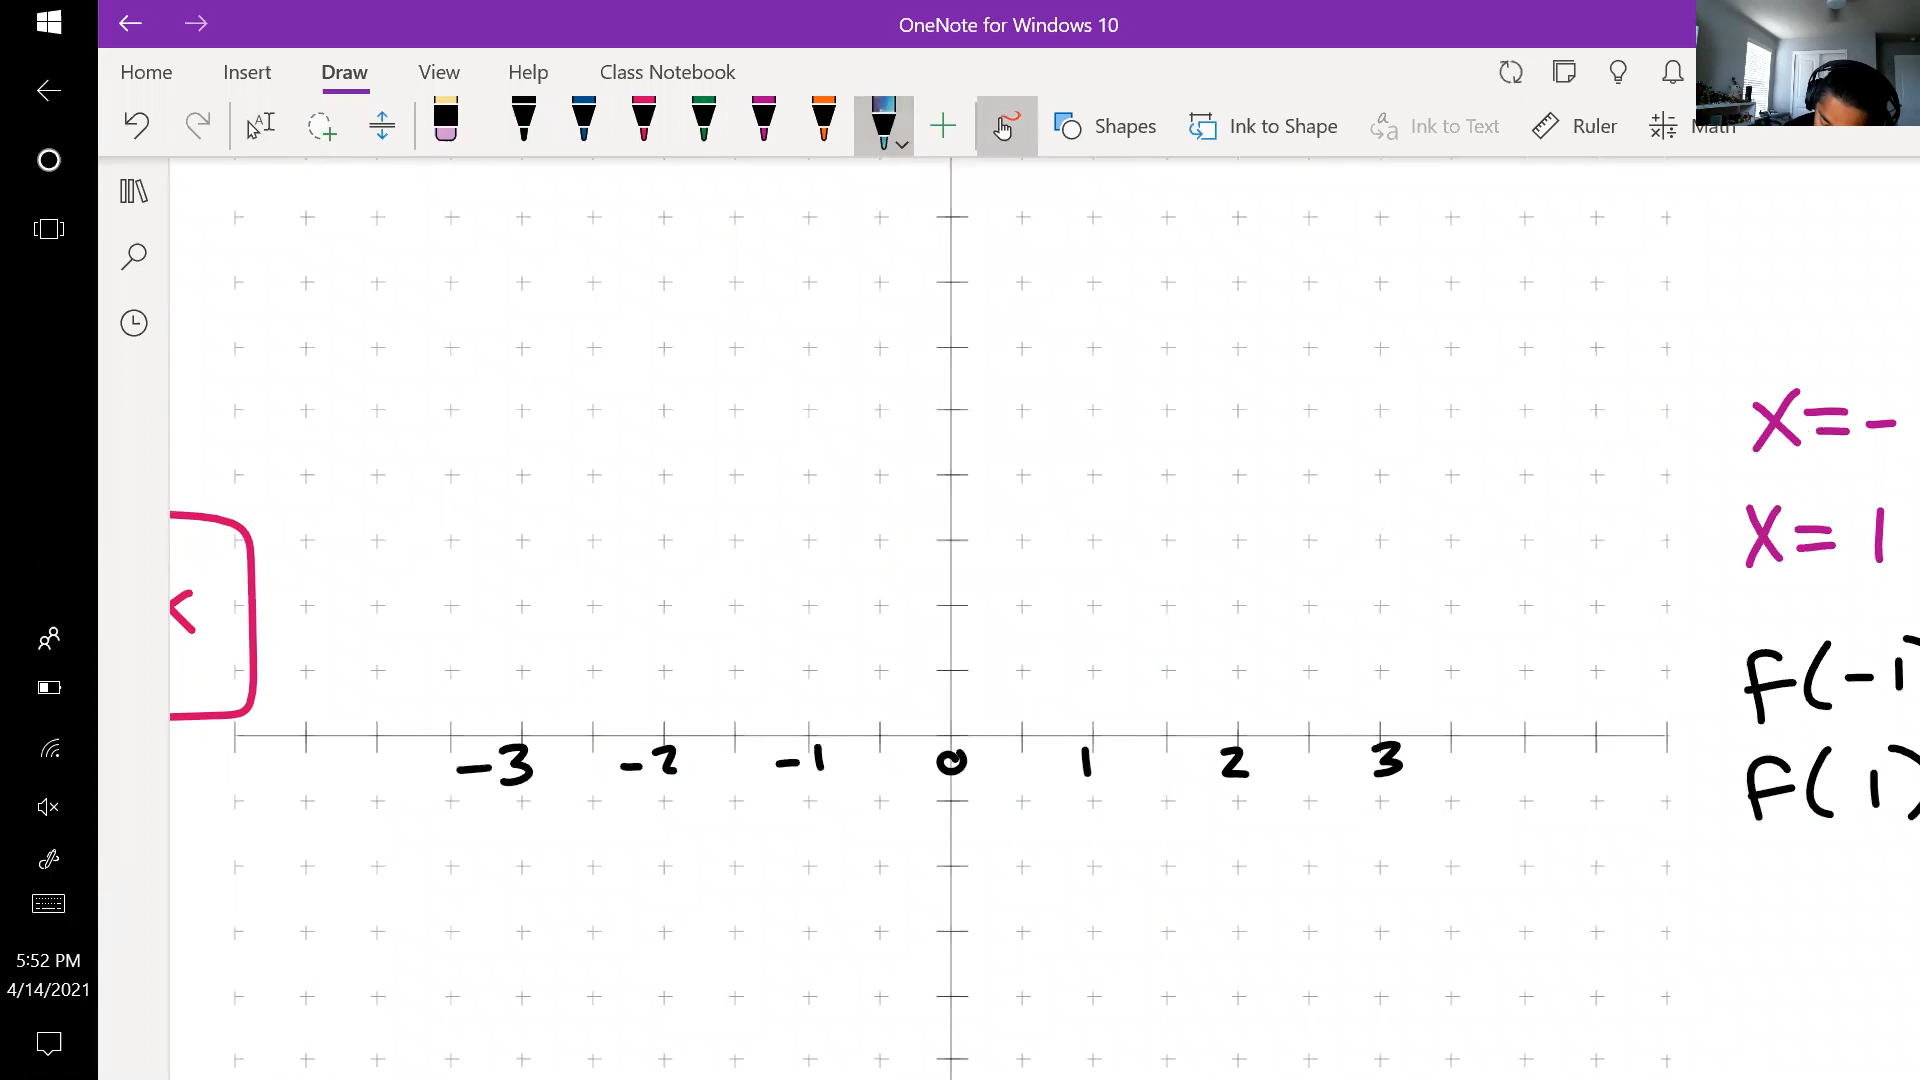 OneNote for Windows 10
Home Insert Draw View Help Class Notebook
Shapes Ink to Shape Ink to Text Ruler Math
x = -
x = 1
x
f(-1)
-3 -2 -1 0 1 2 3
f(1)
5:52 PM
4/14/2021